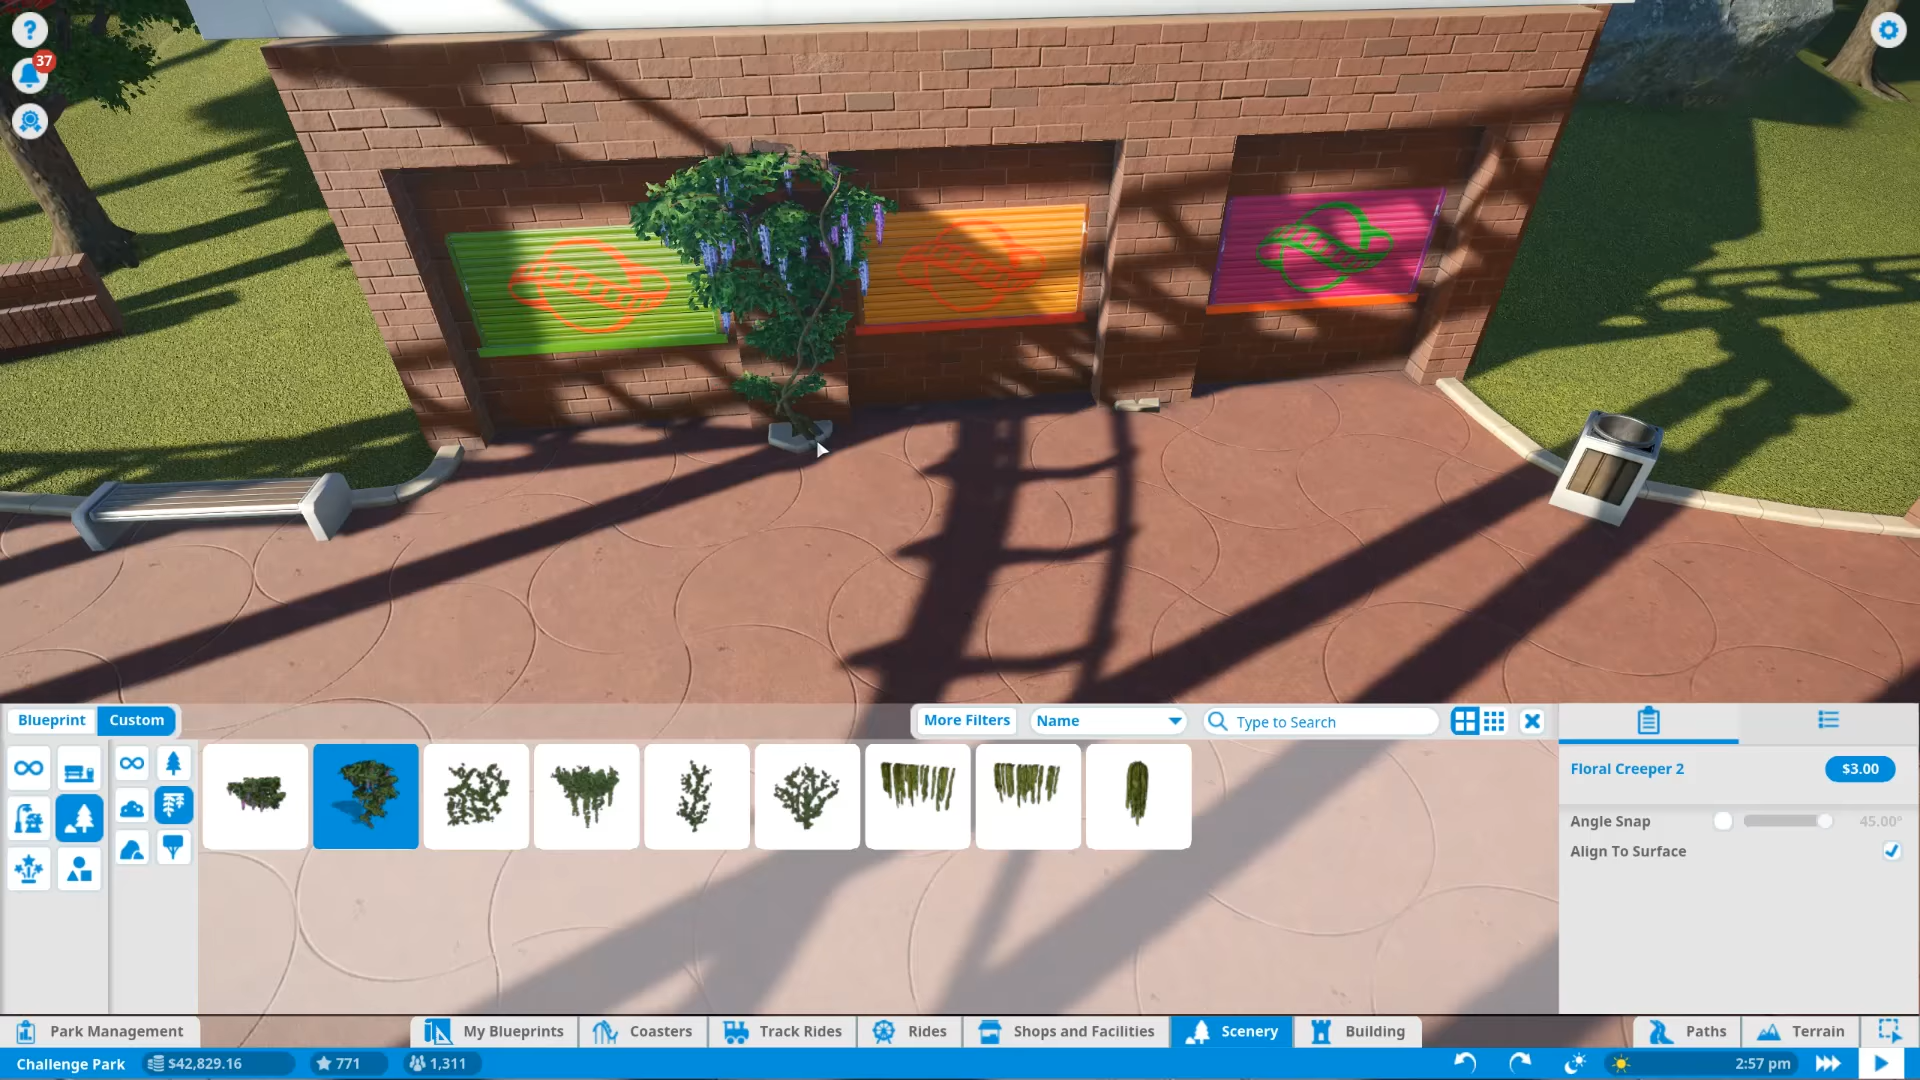 ?
37
Blueprint
Custom
More Filters
Name
Type to Search
Floral Creeper 2
$3.00
Angle Snap
45.00°
Align To Surface
Park Management
My Blueprints
Coasters
Track Rides
Rides
Shops and Facilities
Scenery
Building
Paths
Terrain
Challenge Park
$42,829.16
771
1,311
2:57 pm